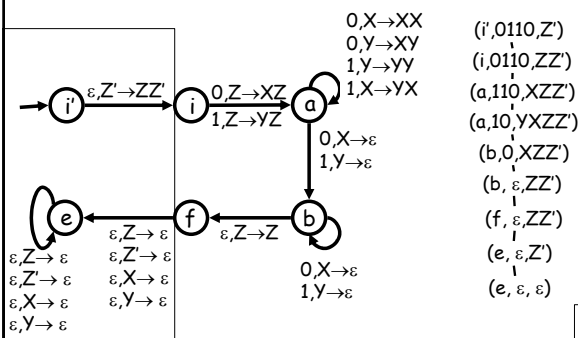 0,X→XX
0,Y→XY
1,Y→YY
1,X→YX
i'
ε,Z'→ZZ'
i
0,Z→XZ
1,Z→YZ
a
0,X→ε
1,Y→ε
e
ε,Z→ ε
ε,Z'→ ε
ε,X→ ε
ε,Y→ ε
f
ε,Z→Z
b
0,X→ε
1,Y→ε
ε,Z→ ε
ε,Z'→ ε
ε,X→ ε
ε,Y→ ε
(i',0110,Z')
(i,0110,ZZ')
(a,110,XZZ')
(a,10,YXZZ')
(b,0,XZZ')
(b, ε,ZZ')
(f, ε,ZZ')
(e, ε,Z')
(e, ε, ε)